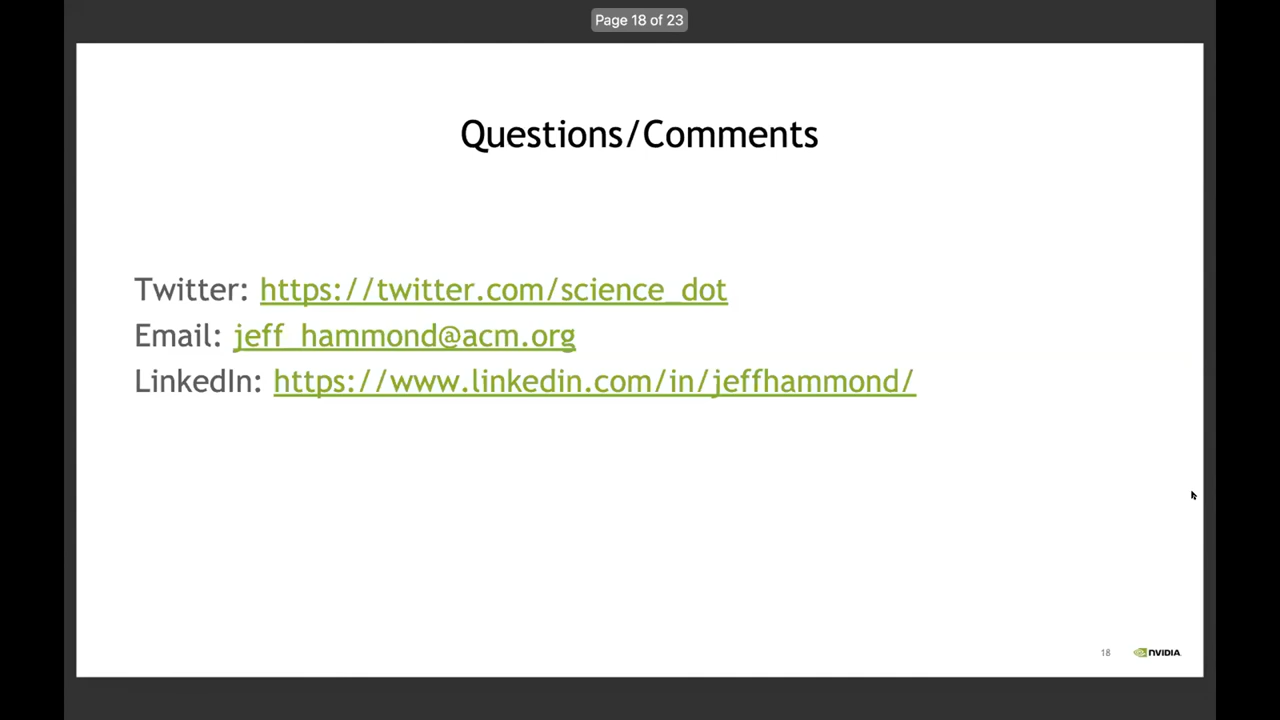 Page 18 of 23
Questions/Comments
Twitter: https://twitter.com/science_dot
Email: jeff_hammond@acm.org
LinkedIn: https://www.linkedin.com/in/jeffhammond/
18
NVIDIA.